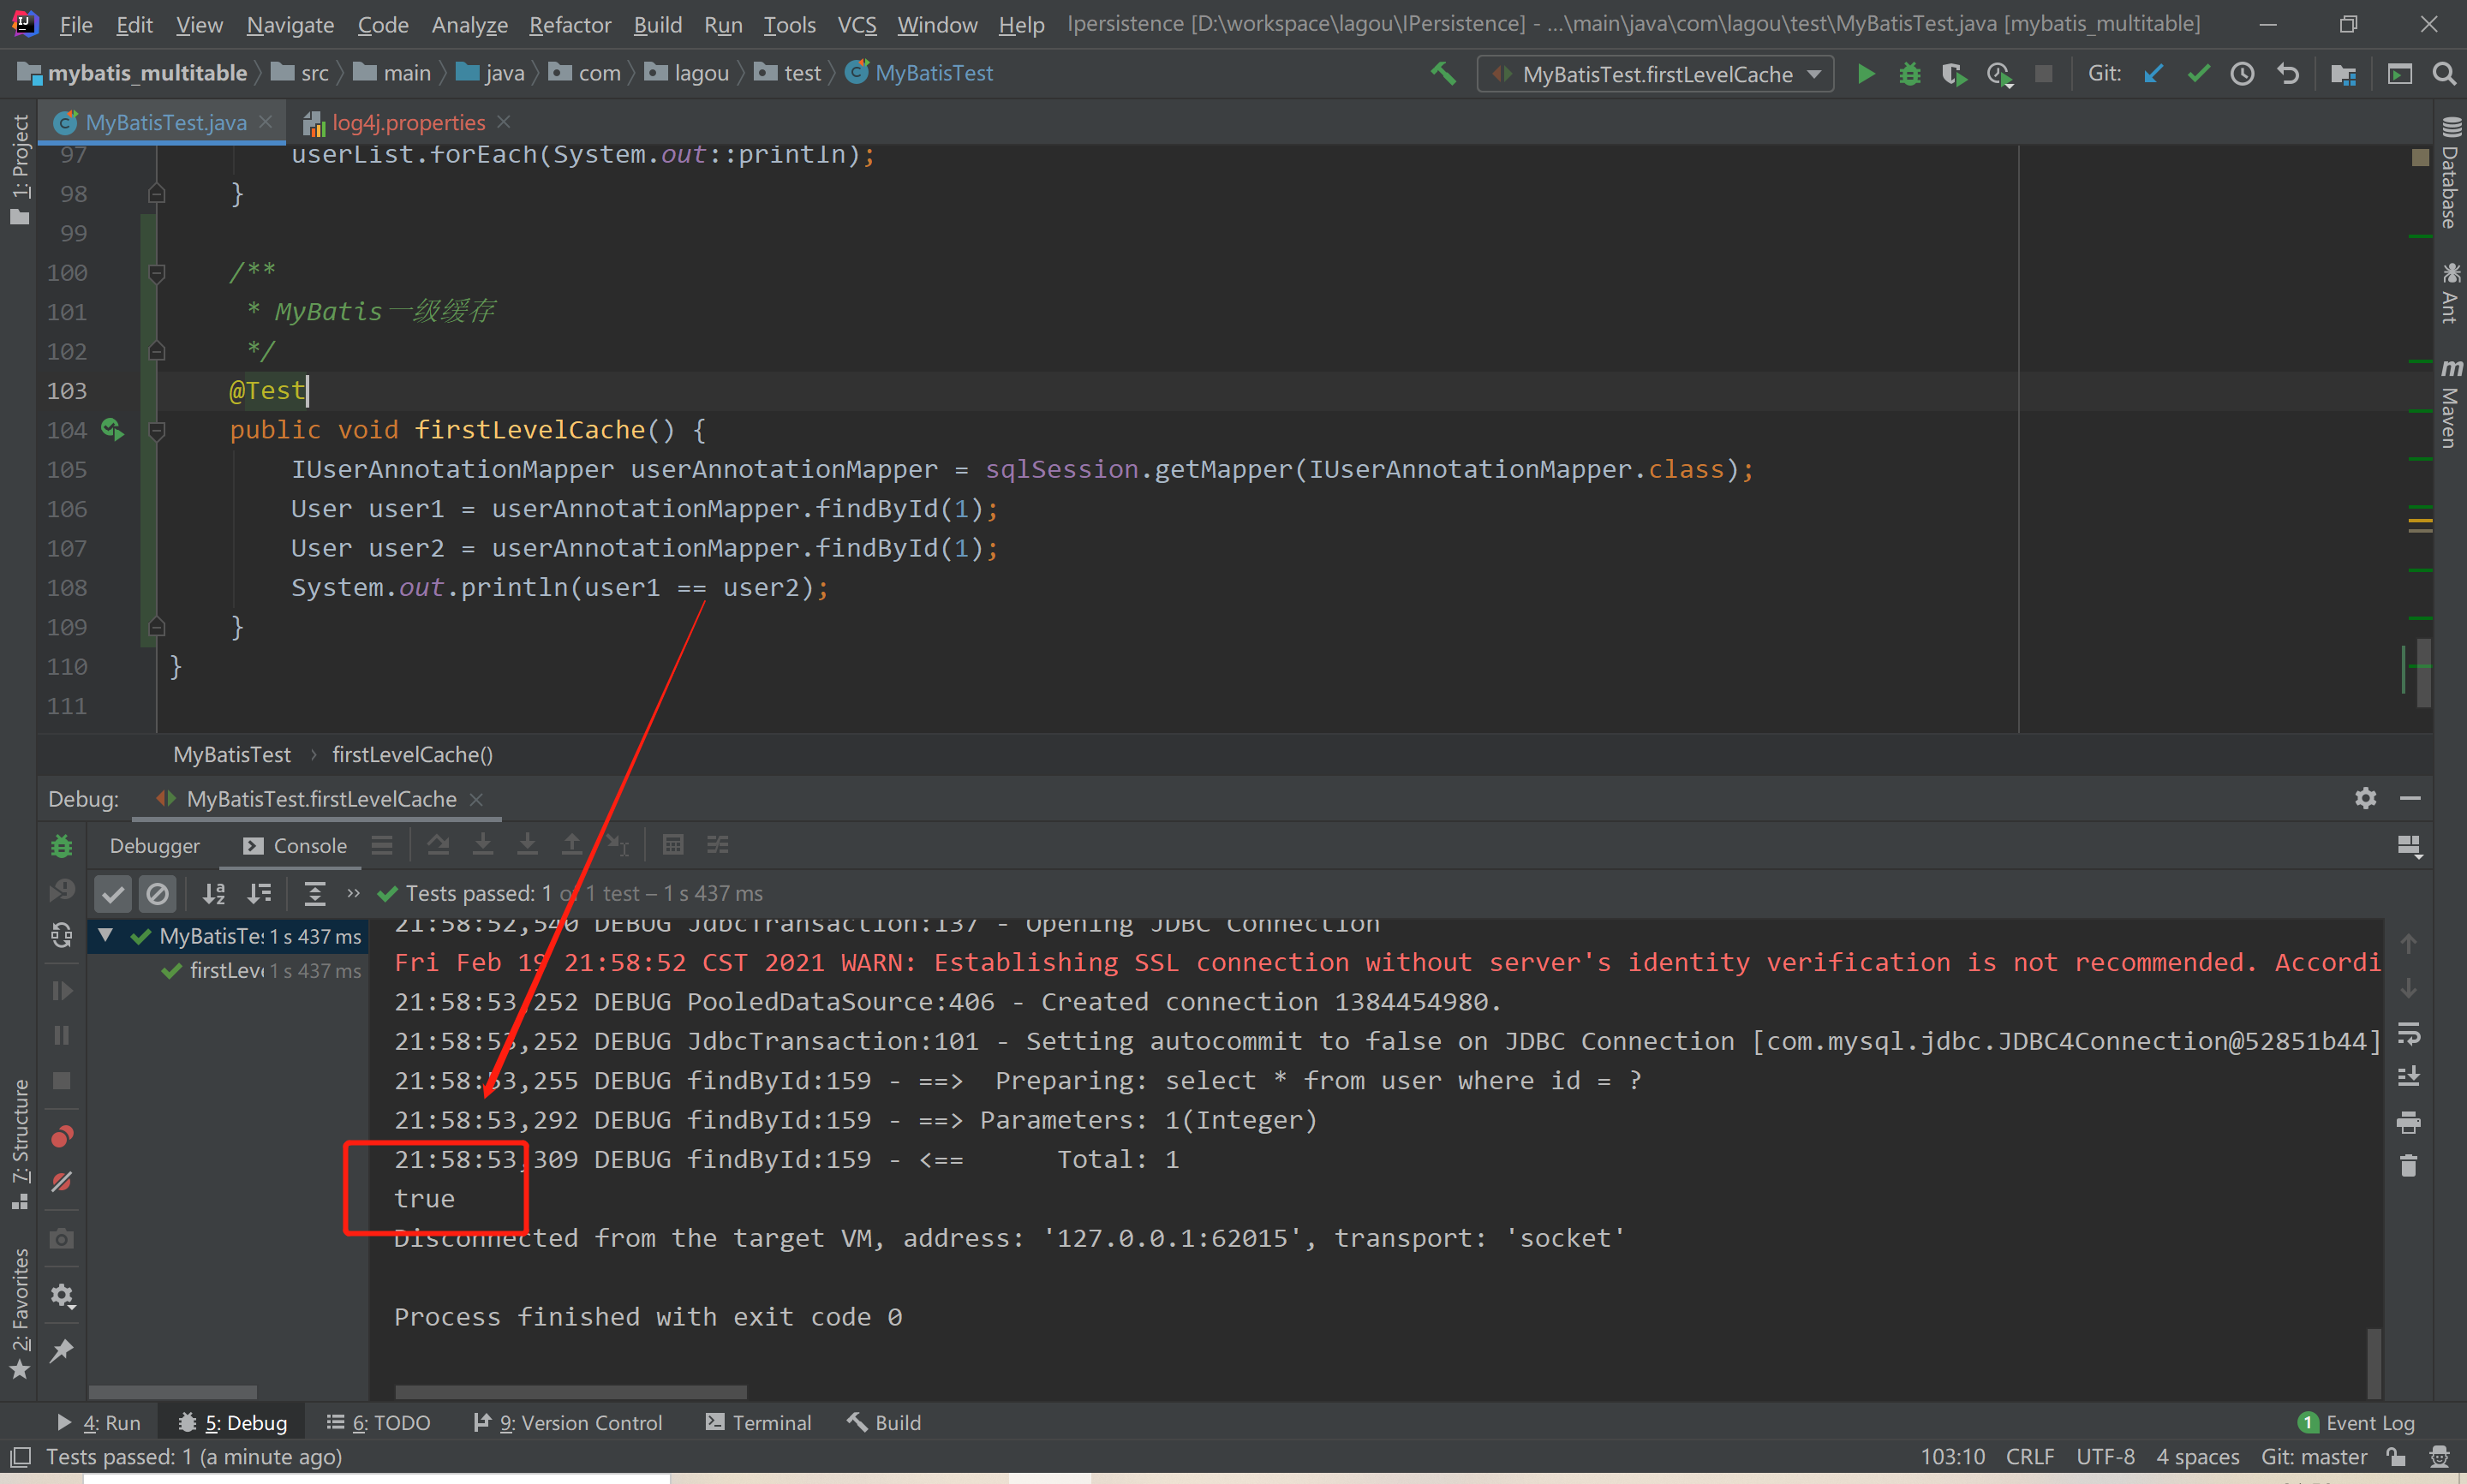 File Edit View Navigate Code Analyze Refactor Build Run Tools VCS Window Help Ipersistence [D:\workspace\lagou\IPersistence] - ...\main\java\com\lagou\test\MyBatisTest.java [mybatis_multitable]
mybatis_multitable src main java com lagou test MyBatisTest MyBatisTest.firstLevelCache Git:
MyBatisTest.java log4j.properties
1: Project
97 userList.forEach(System.out::println);
98 }
99
100 /**
101 * MyBatis一级缓存
102 */
103 @Test
104 public void firstLevelCache() {
105 IUserAnnotationMapper userAnnotationMapper = sqlSession.getMapper(IUserAnnotationMapper.class);
106 User user1 = userAnnotationMapper.findById(1);
107 User user2 = userAnnotationMapper.findById(1);
108 System.out.println(user1 == user2);
109 }
110 }
111
Database
Ant
Maven
MyBatisTest › firstLevelCache()
Debug: MyBatisTest.firstLevelCache
Debugger Console
» Tests passed: 1 of 1 test – 1 s 437 ms
MyBatisTe: 1 s 437 ms
firstLeve 1 s 437 ms
21:58:52,540 DEBUG JdbcTransaction:137 - Opening JDBC Connection
Fri Feb 19 21:58:52 CST 2021 WARN: Establishing SSL connection without server's identity verification is not recommended. Accordi
21:58:53,252 DEBUG PooledDataSource:406 - Created connection 1384454980.
21:58:53,252 DEBUG JdbcTransaction:101 - Setting autocommit to false on JDBC Connection [com.mysql.jdbc.JDBC4Connection@52851b44]
21:58:53,255 DEBUG findById:159 - ==>  Preparing: select * from user where id = ?
21:58:53,292 DEBUG findById:159 - ==> Parameters: 1(Integer)
21:58:53,309 DEBUG findById:159 - <==      Total: 1
true
Disconnected from the target VM, address: '127.0.0.1:62015', transport: 'socket'
Process finished with exit code 0
7: Structure
2: Favorites
4: Run 5: Debug 6: TODO 9: Version Control Terminal Build 1 Event Log
Tests passed: 1 (a minute ago) 103:10 CRLF UTF-8 4 spaces Git: master